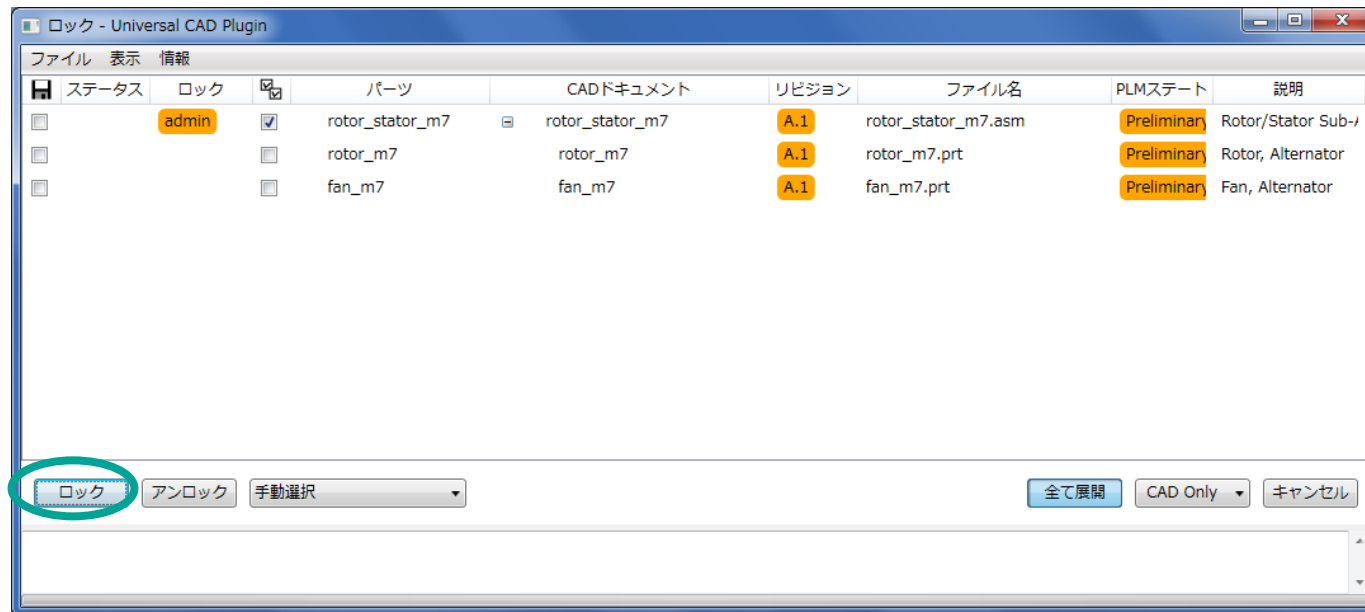 ロック - Universal CAD Plugin
ファイル 表示 情報
ステータス ロック パーツ CADドキュメント リビジョン ファイル名 PLMステート 説明
admin rotor_stator_m7 rotor_stator_m7 A.1 rotor_stator_m7.asm Preliminary Rotor/Stator Sub-A
rotor_m7 rotor_m7 A.1 rotor_m7.prt Preliminary Rotor, Alternator
fan_m7 fan_m7 A.1 fan_m7.prt Preliminary Fan, Alternator
ロック アンロック 手動選択 全て展開 CAD Only キャンセル